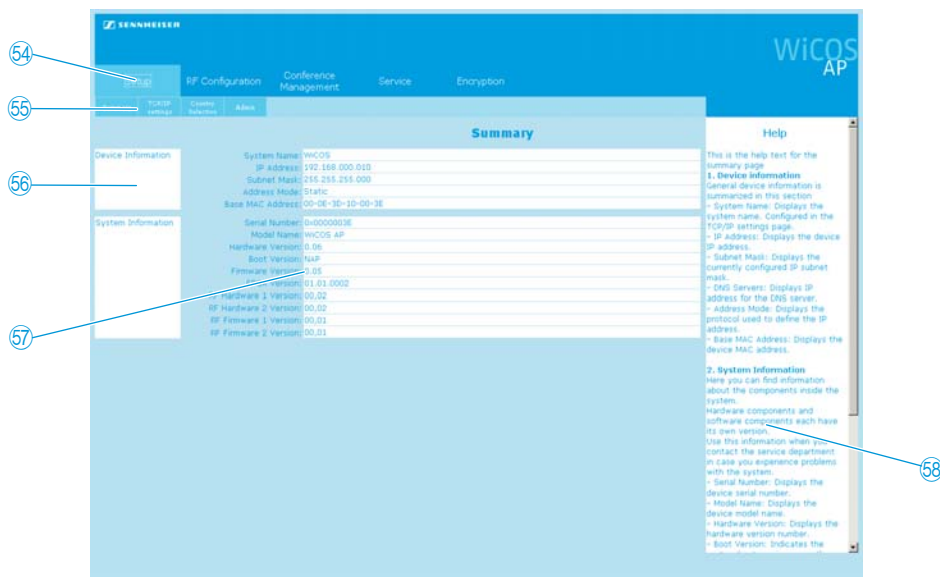 SENNHEISER
WiCOS
AP
54
RF Configuration
Conference
Management
Service
Encryption
55
TCP/IP
settings
Country
Selection
Admin
Summary
Help
56
Device Information
System Name: WiCOS
IP Address: 192.168.000.010
Subnet Mask: 255.255.255.000
Address Mode: Static
Base MAC Address: 00-0E-3D-10-00-3E
System Information
Serial Number: 0x0000003E
Model Name: WiCOS AP
Hardware Version: 0.06
Boot Version: NAP
Firmware Version: 0.05
Version: 01.01.0002
57
RF Hardware 1 Version: 00.02
RF Hardware 2 Version: 00.02
RF Firmware 1 Version: 00.01
RF Firmware 2 Version: 00.01
This is the help text for the
summary page
1. Device information
General device information is
summarized in this section
- System Name: Displays the
system name. Configured in the
TCP/IP settings page.
- IP Address: Displays the device
IP address.
- Subnet Mask: Displays the
currently configured IP subnet
mask.
- DNS Servers: Displays IP
address for the DNS server.
- Address Mode: Displays the
protocol used to define the IP
address.
- Base MAC Address: Displays the
device MAC address.
2. System Information
Here you can find information
about the components inside the
system.
Hardware components and
software components each have
its own version.
Use this information when you
contact the service department
in case you experience problems
with the system.
- Serial Number: Displays the
device serial number.
- Model Name: Displays the
device model name.
- Hardware Version: Displays the
hardware version number.
- Boot Version: Indicates the
58